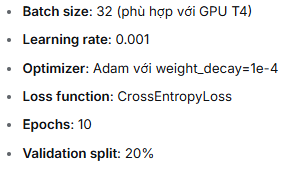 • Batch size: 32 (phù hợp với GPU T4)
• Learning rate: 0.001
• Optimizer: Adam với weight_decay=1e-4
• Loss function: CrossEntropyLoss
• Epochs: 10
• Validation split: 20%